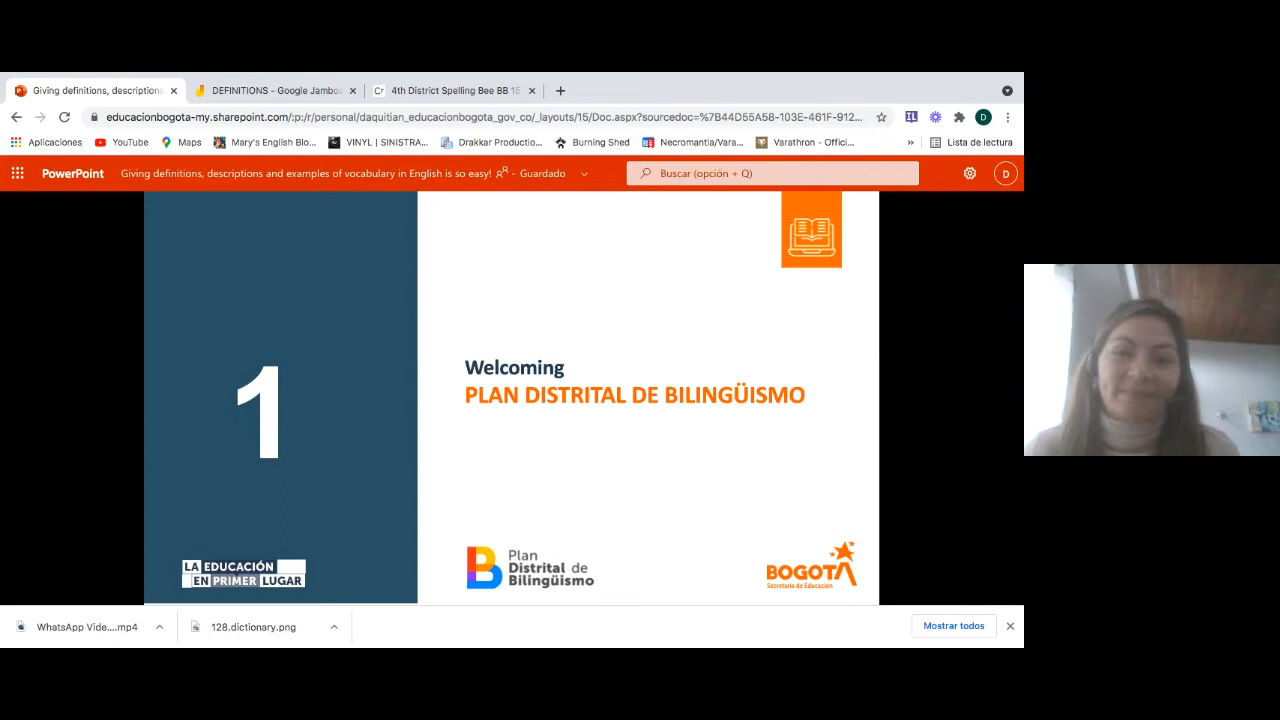 Giving definitions, description
DEFINITIONS - Google Jamboa
Cr 4th District Spelling Bee BB 15
educacionbogota-my.sharepoint.com/:p:/r/personal/daquitian_educacionbogota_gov_co/_layouts/15/Doc.aspx?sourcedoc=%7B44D55A58-103E-461F-912...
IL
D
Aplicaciones
YouTube
Maps
Mary's English Blo...
VINYL | SINISTRA...
Drakkar Productio...
Burning Shed
Necromantia/Vara...
Varathron - Offici...
»
Lista de lectura
PowerPoint
Giving definitions, descriptions and examples of vocabulary in English is so easy! - Guardado
Buscar (opción + Q)
D
1
Welcoming
PLAN DISTRITAL DE BILINGÜISMO
LA EDUCACIÓN
EN PRIMER LUGAR
B
Plan
Distrital de
Bilingüismo
BOGOTÁ
Secretaría de Educación
WhatsApp Vide....mp4
128.dictionary.png
Mostrar todos